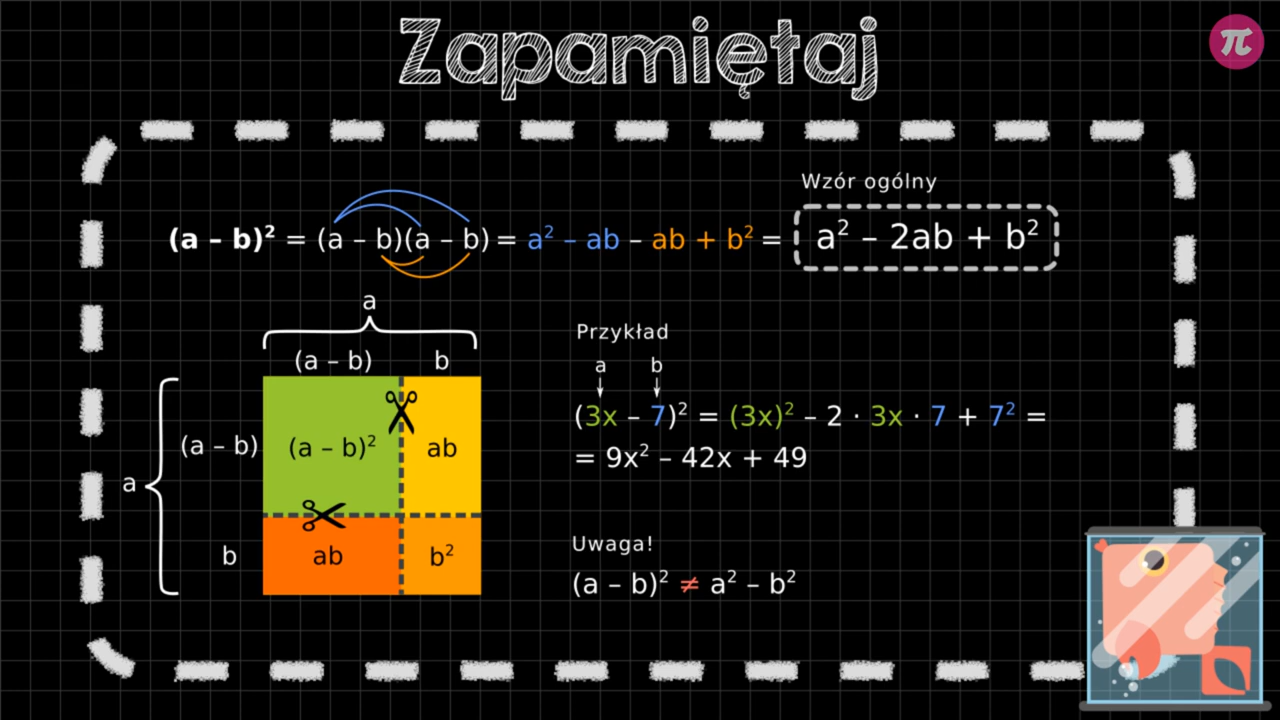 Zapamiętaj
π
Wzór ogólny
(a – b)² = (a – b)(a – b) = a² – ab – ab + b² = a² – 2ab + b²
a
(a – b) b
a
(a – b)
(a – b)²
ab
b
ab
b²
Przykład
a b
(3x – 7)² = (3x)² – 2 · 3x · 7 + 7² =
= 9x² – 42x + 49
Uwaga!
(a – b)² ≠ a² – b²